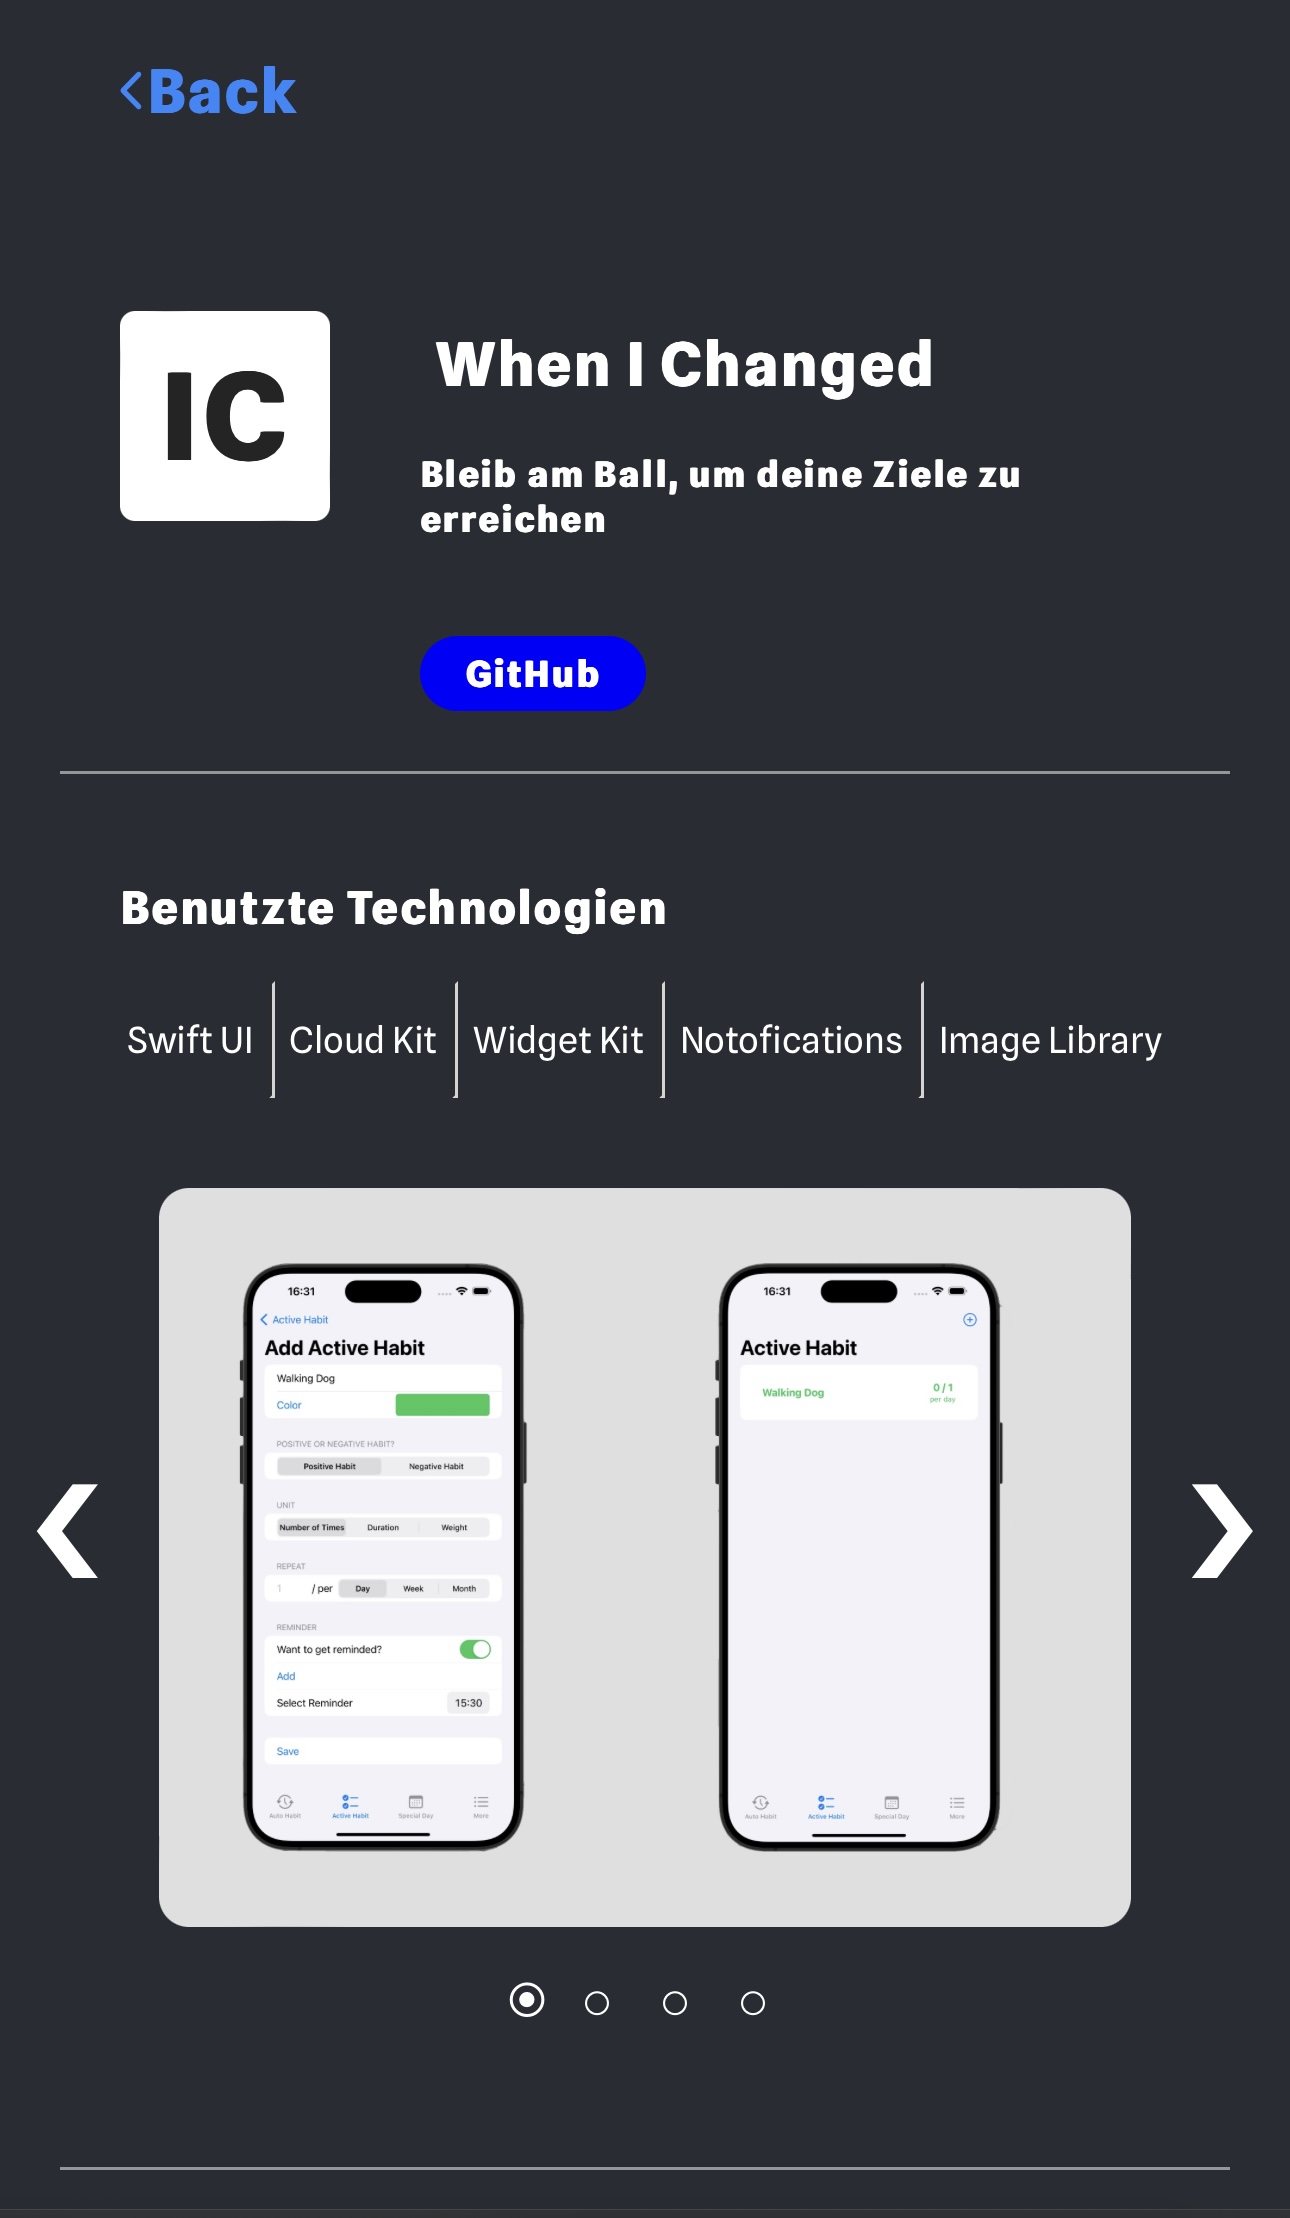 Back
IC
When I Changed
Bleib am Ball, um deine Ziele zu
erreichen
GitHub
Benutzte Technologien
Swift UI
Cloud Kit
Widget Kit
Notofications
Image Library
16:31
Active Habit
Add Active Habit
Walking Dog
Color
POSITIVE OR NEGATIVE HABIT?
Positive Habit Negative Habit
UNIT
Number of Times Duration Weight
REPEAT
1 / per Day Week Month
REMINDER
Want to get reminded?
Add
Select Reminder 15:30
Save
Auto Habit Active Habit Special Day More
16:31
Active Habit
Walking Dog 0 / 1
per day
Auto Habit Active Habit Special Day More